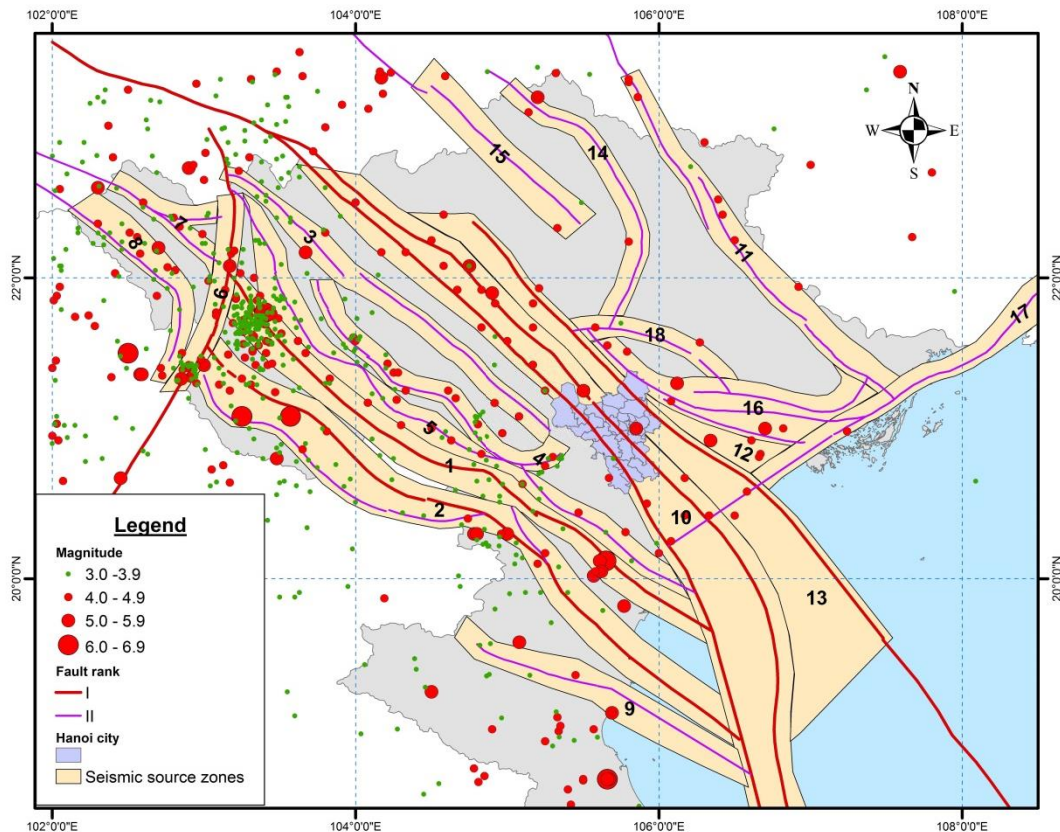 102°0'0"E 104°0'0"E 106°0'0"E 108°0'0"E
N
W E
S
15
14
3
7
8
11
22°0'0"N 22°0'0"N
6
17
18
16
5
12
4
1
2
10
Legend
Magnitude
3.0 -3.9
4.0 - 4.9
5.0 - 5.9
6.0 - 6.9
Fault rank
I
II
Hanoi city
Seismic source zones
20°0'0"N 20°0'0"N
13
9
102°0'0"E 104°0'0"E 106°0'0"E 108°0'0"E